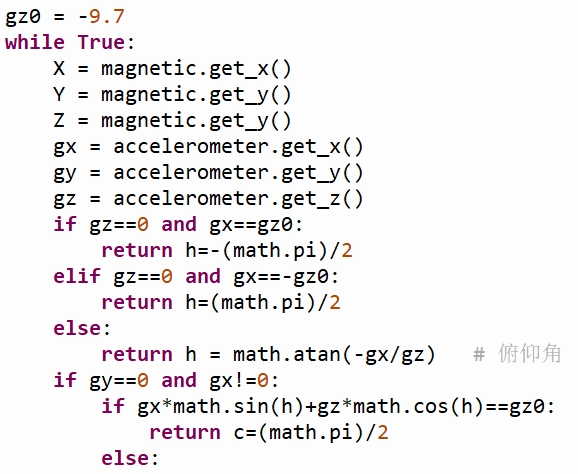 gz0 = -9.7
while True:
    X = magnetic.get_x()
    Y = magnetic.get_y()
    Z = magnetic.get_y()
    gx = accelerometer.get_x()
    gy = accelerometer.get_y()
    gz = accelerometer.get_z()
    if gz==0 and gx==gz0:
        return h=-(math.pi)/2
    elif gz==0 and gx==-gz0:
        return h=(math.pi)/2
    else:
        return h = math.atan(-gx/gz)   # 俯仰角
    if gy==0 and gx!=0:
        if gx*math.sin(h)+gz*math.cos(h)==gz0:
            return c=(math.pi)/2
        else: